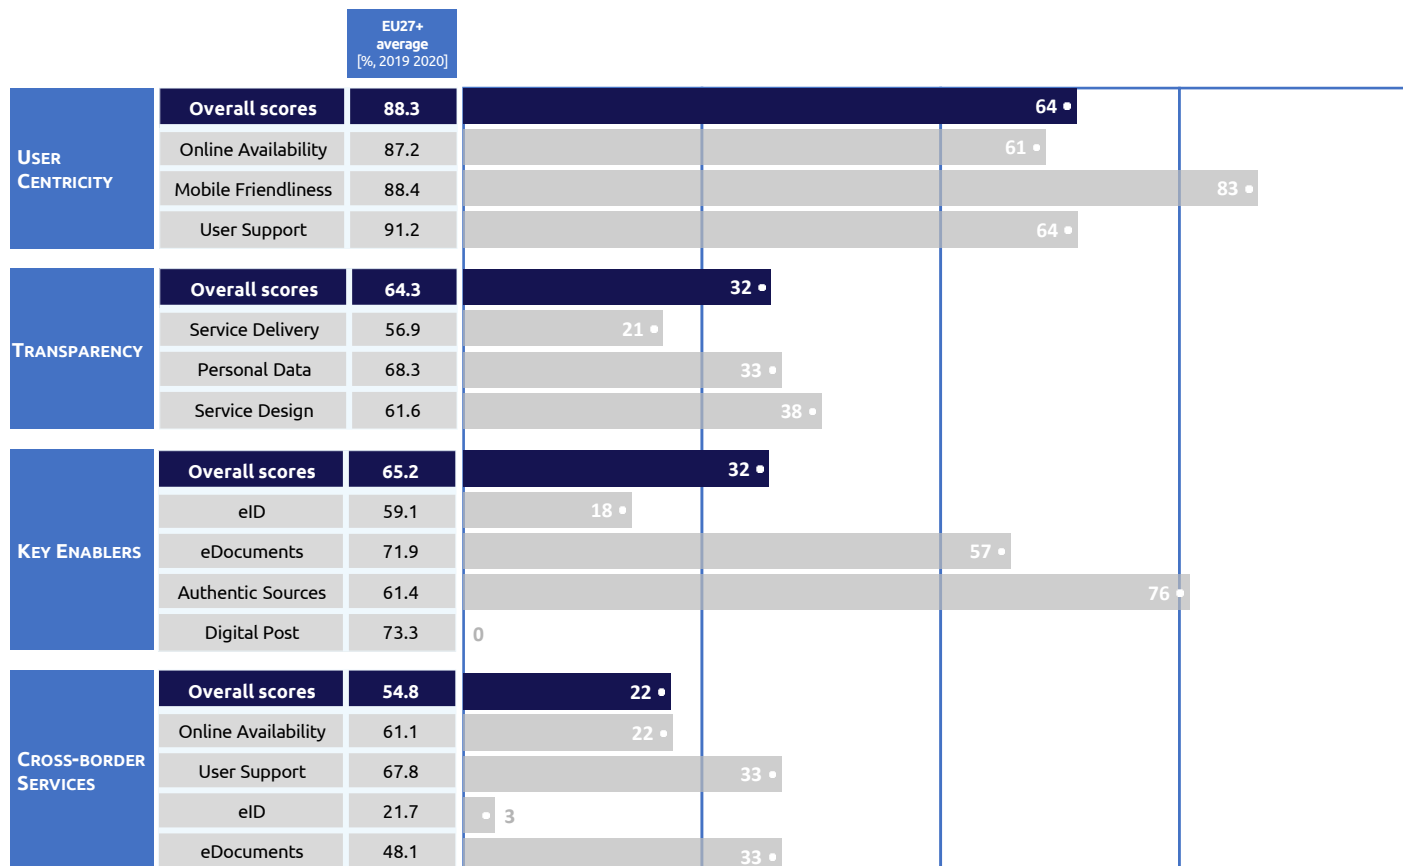 EU27+
average
[%, 2019 2020]
USER
CENTRICITY
Overall scores 88.3 64
Online Availability 87.2 61
Mobile Friendliness 88.4 83
User Support 91.2 64
TRANSPARENCY
Overall scores 64.3 32
Service Delivery 56.9 21
Personal Data 68.3 33
Service Design 61.6 38
KEY ENABLERS
Overall scores 65.2 32
eID 59.1 18
eDocuments 71.9 57
Authentic Sources 61.4 76
Digital Post 73.3 0
CROSS-BORDER
SERVICES
Overall scores 54.8 22
Online Availability 61.1 22
User Support 67.8 33
eID 21.7 3
eDocuments 48.1 33